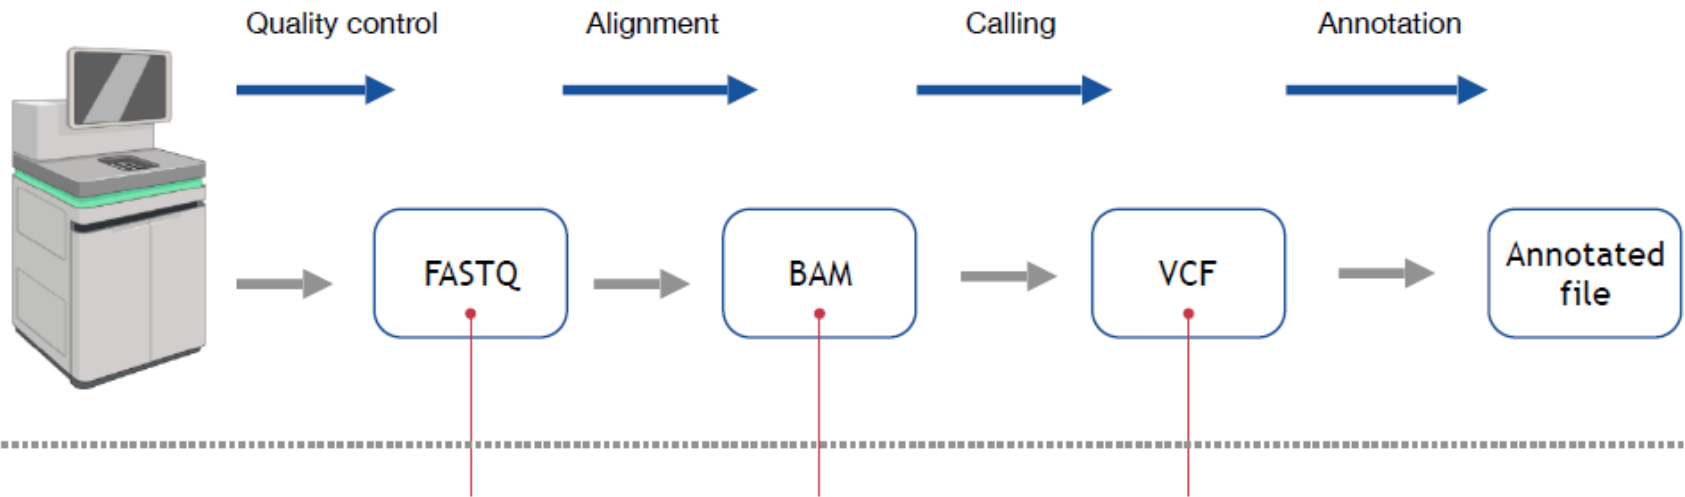 Quality control
Alignment
Calling
Annotation
FASTQ
BAM
VCF
Annotated
file